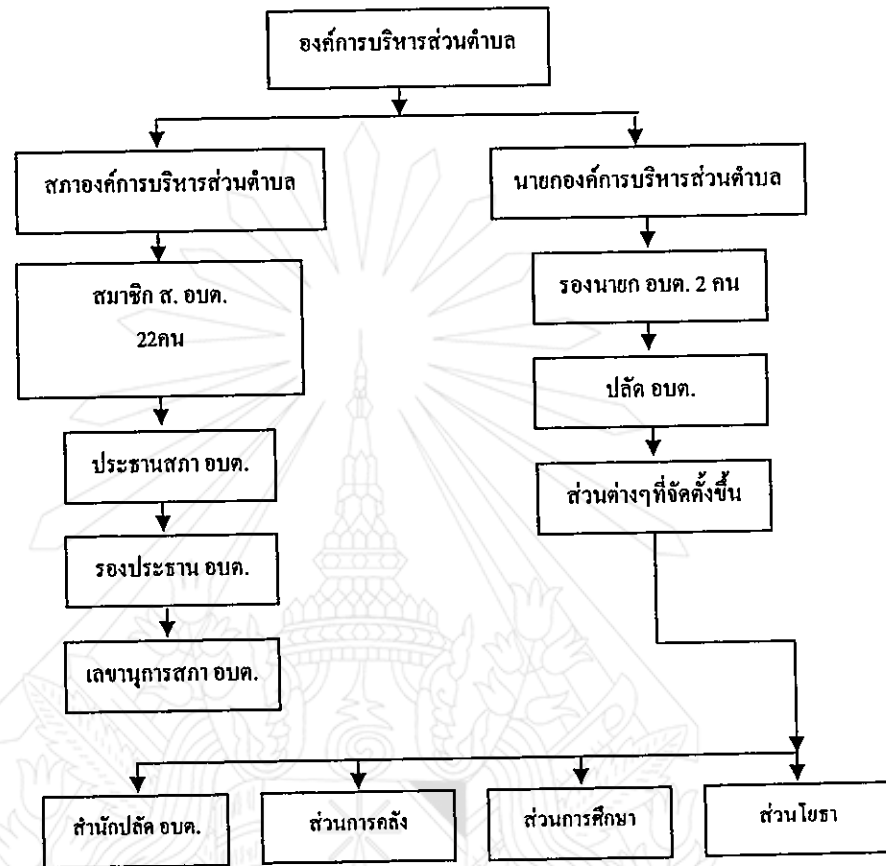 องค์การบริหารส่วนตำบล
สภาองค์การบริหารส่วนตำบล
นายกองค์การบริหารส่วนตำบล
สมาชิก ส. อบต.
22คน
รองนายก อบต. 2 คน
ปลัด อบต.
ประธานสภา อบต.
ส่วนต่างๆที่จัดตั้งขึ้น
รองประธาน อบต.
เลขานุการสภา อบต.
สำนักปลัด อบต.
ส่วนการคลัง
ส่วนการศึกษา
ส่วนโยธา